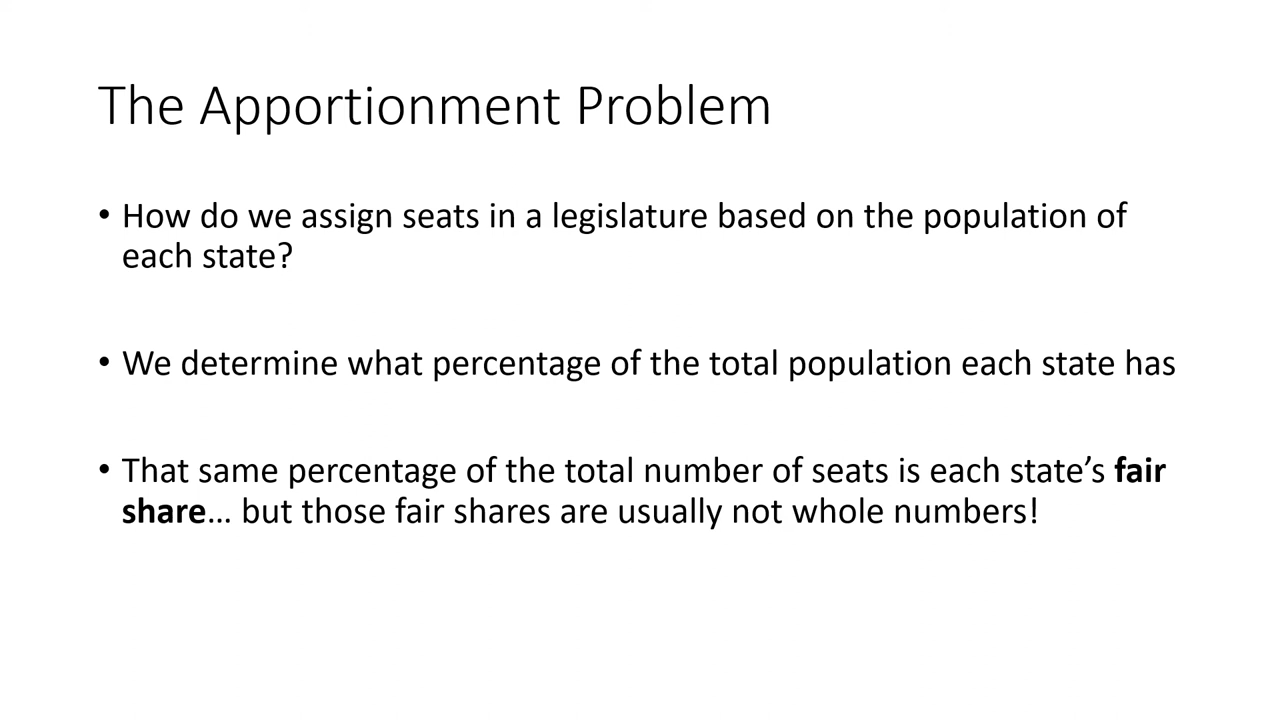 The Apportionment Problem
• How do we assign seats in a legislature based on the population of
each state?
• We determine what percentage of the total population each state has
• That same percentage of the total number of seats is each state’s fair
share… but those fair shares are usually not whole numbers!